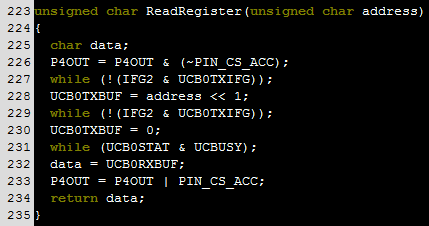 223 unsigned char ReadRegister(unsigned char address)
224 {
225   char data;
226   P4OUT = P4OUT & (~PIN_CS_ACC);
227   while (!(IFG2 & UCB0TXIFG));
228   UCB0TXBUF = address << 1;
229   while (!(IFG2 & UCB0TXIFG));
230   UCB0TXBUF = 0;
231   while (UCB0STAT & UCBUSY);
232   data = UCB0RXBUF;
233   P4OUT = P4OUT | PIN_CS_ACC;
234   return data;
235 }